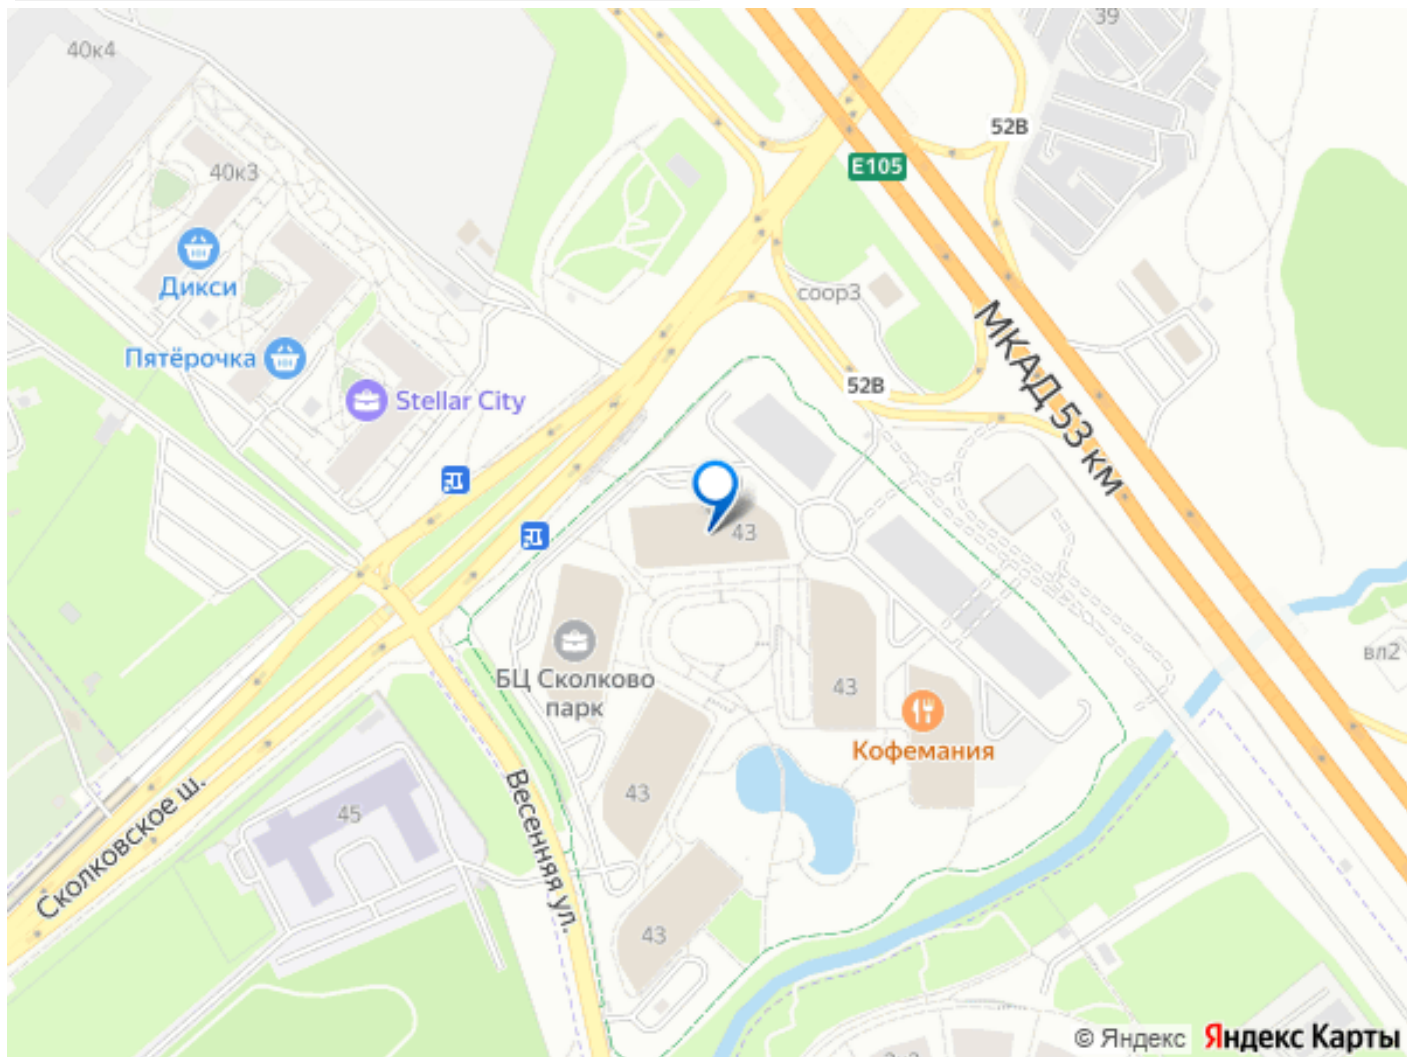 39
40к4
52В
E105
40к3
Дикси
соор3
МКАД 53 км
Пятёрочка
52В
Stellar City
43
вл2
БЦ Сколково
парк
43
Кофемания
Сколковское ш.
Весенняя ул.
43
45
43
© Яндекс
Яндекс Карты